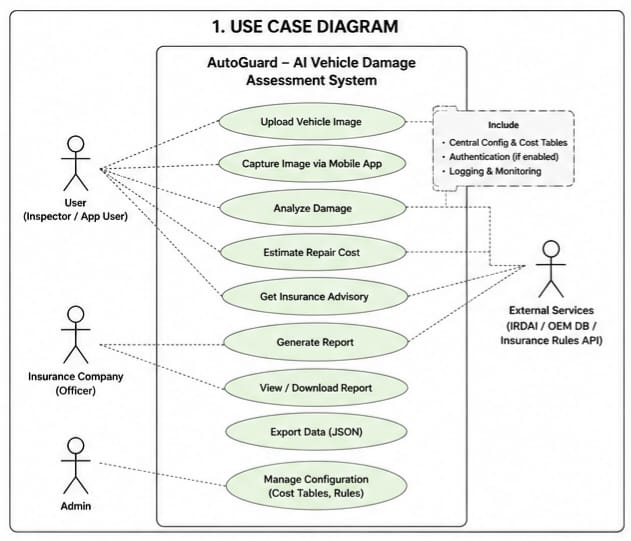 1. USE CASE DIAGRAM
AutoGuard – AI Vehicle Damage
Assessment System
Upload Vehicle Image
Capture Image via Mobile App
Analyze Damage
Estimate Repair Cost
Get Insurance Advisory
Generate Report
View / Download Report
Export Data (JSON)
Manage Configuration
(Cost Tables, Rules)
User
(Inspector / App User)
Insurance Company
(Officer)
Admin
Include
• Central Config & Cost Tables
• Authentication (if enabled)
• Logging & Monitoring
External Services
(IRDAI / OEM DB /
Insurance Rules API)